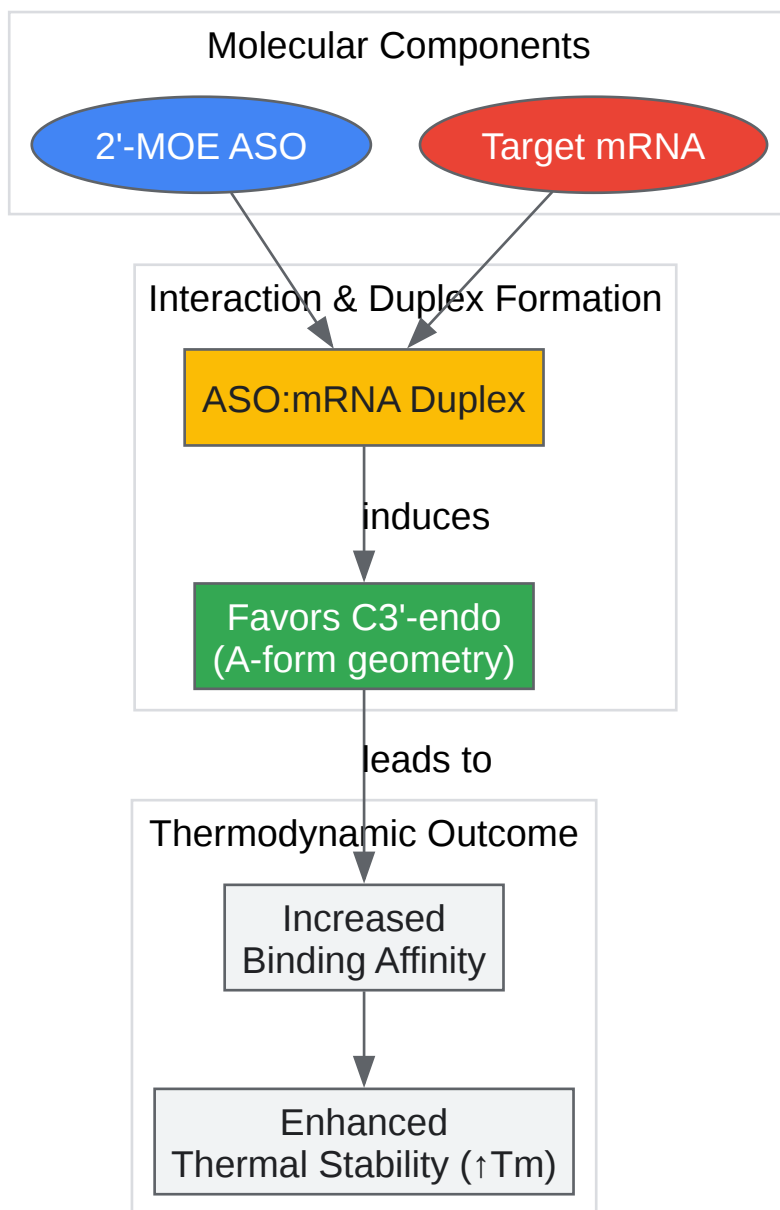 Molecular Components
2'-MOE ASO
Target mRNA
Interaction & Duplex Formation
ASO:mRNA Duplex
induces
Favors C3'-endo
(A-form geometry)
leads to
Thermodynamic Outcome
Increased
Binding Affinity
Enhanced
Thermal Stability (↑Tm)